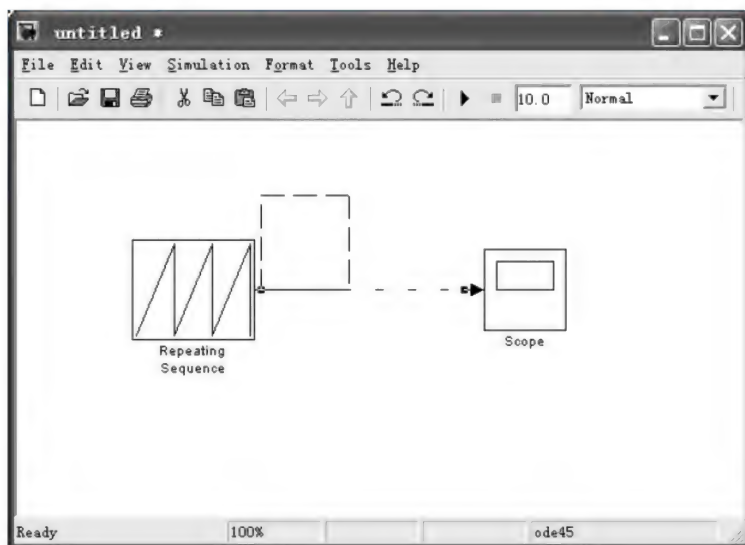 untitled *
File Edit View Simulation Format Tools Help
10.0 Normal
Repeating
Sequence
Scope
Ready 100% ode45